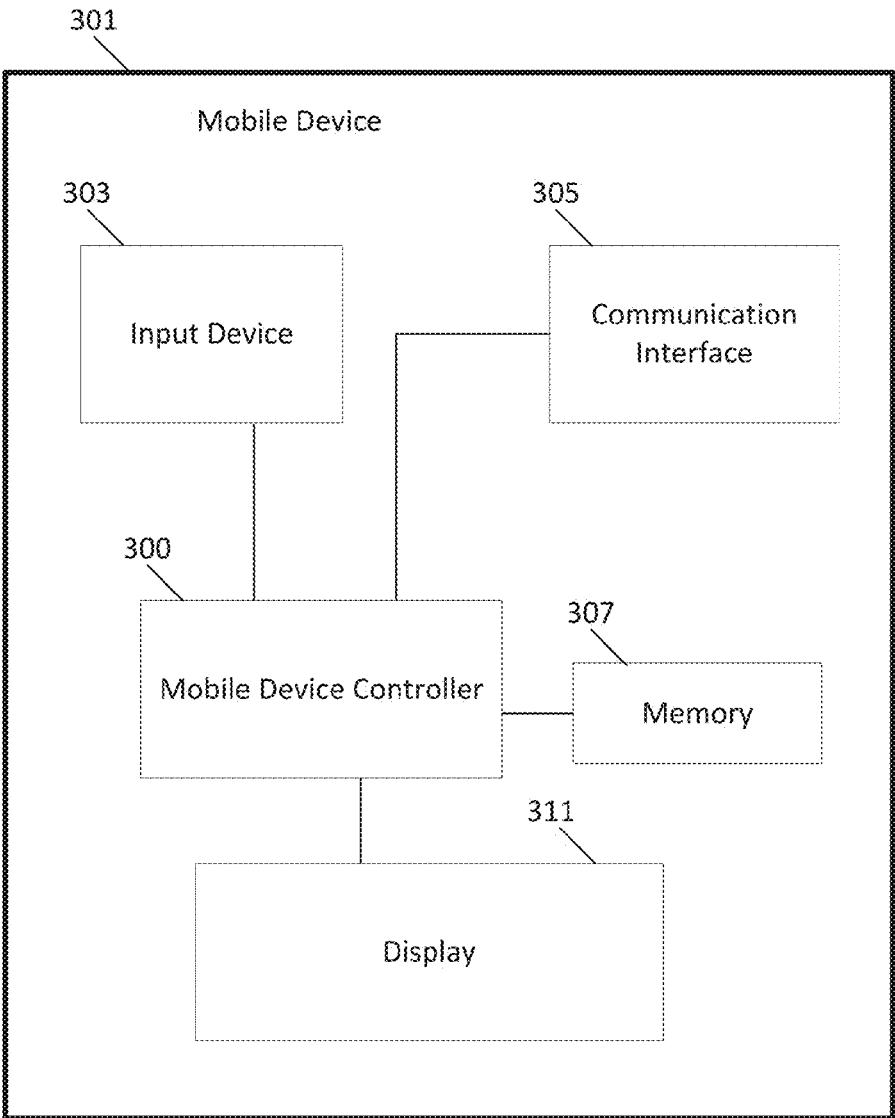 301
Mobile Device
303
305
Input Device
Communication
Interface
300
307
Mobile Device Controller
Memory
311
Display